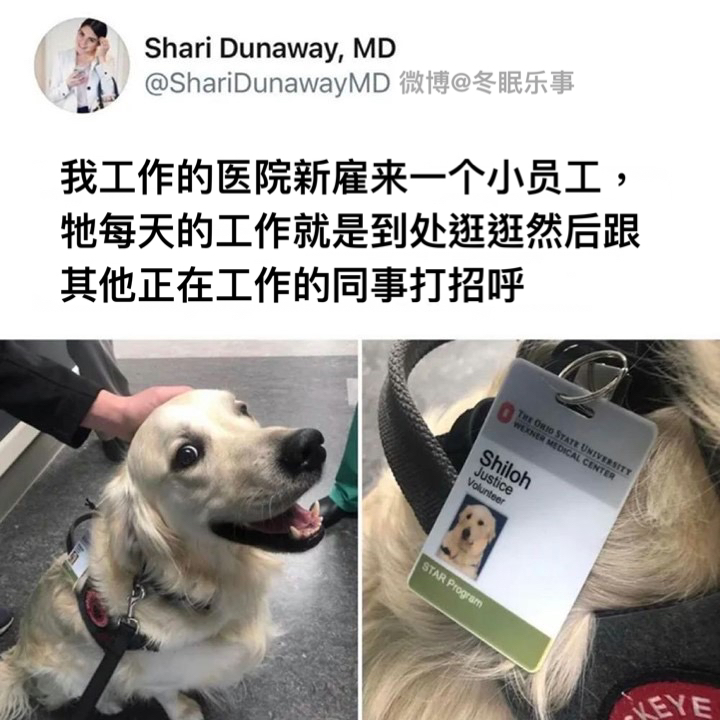 Shari Dunaway, MD
@ShariDunawayMD 微博@冬眠乐事
我工作的医院新雇来一个小员工，
牠每天的工作就是到处逛逛然后跟
其他正在工作的同事打招呼
THE OHIO STATE UNIVERSITY
WEXNER MEDICAL CENTER
Shiloh
Justice
Volunteer
STAR Program
KEYE